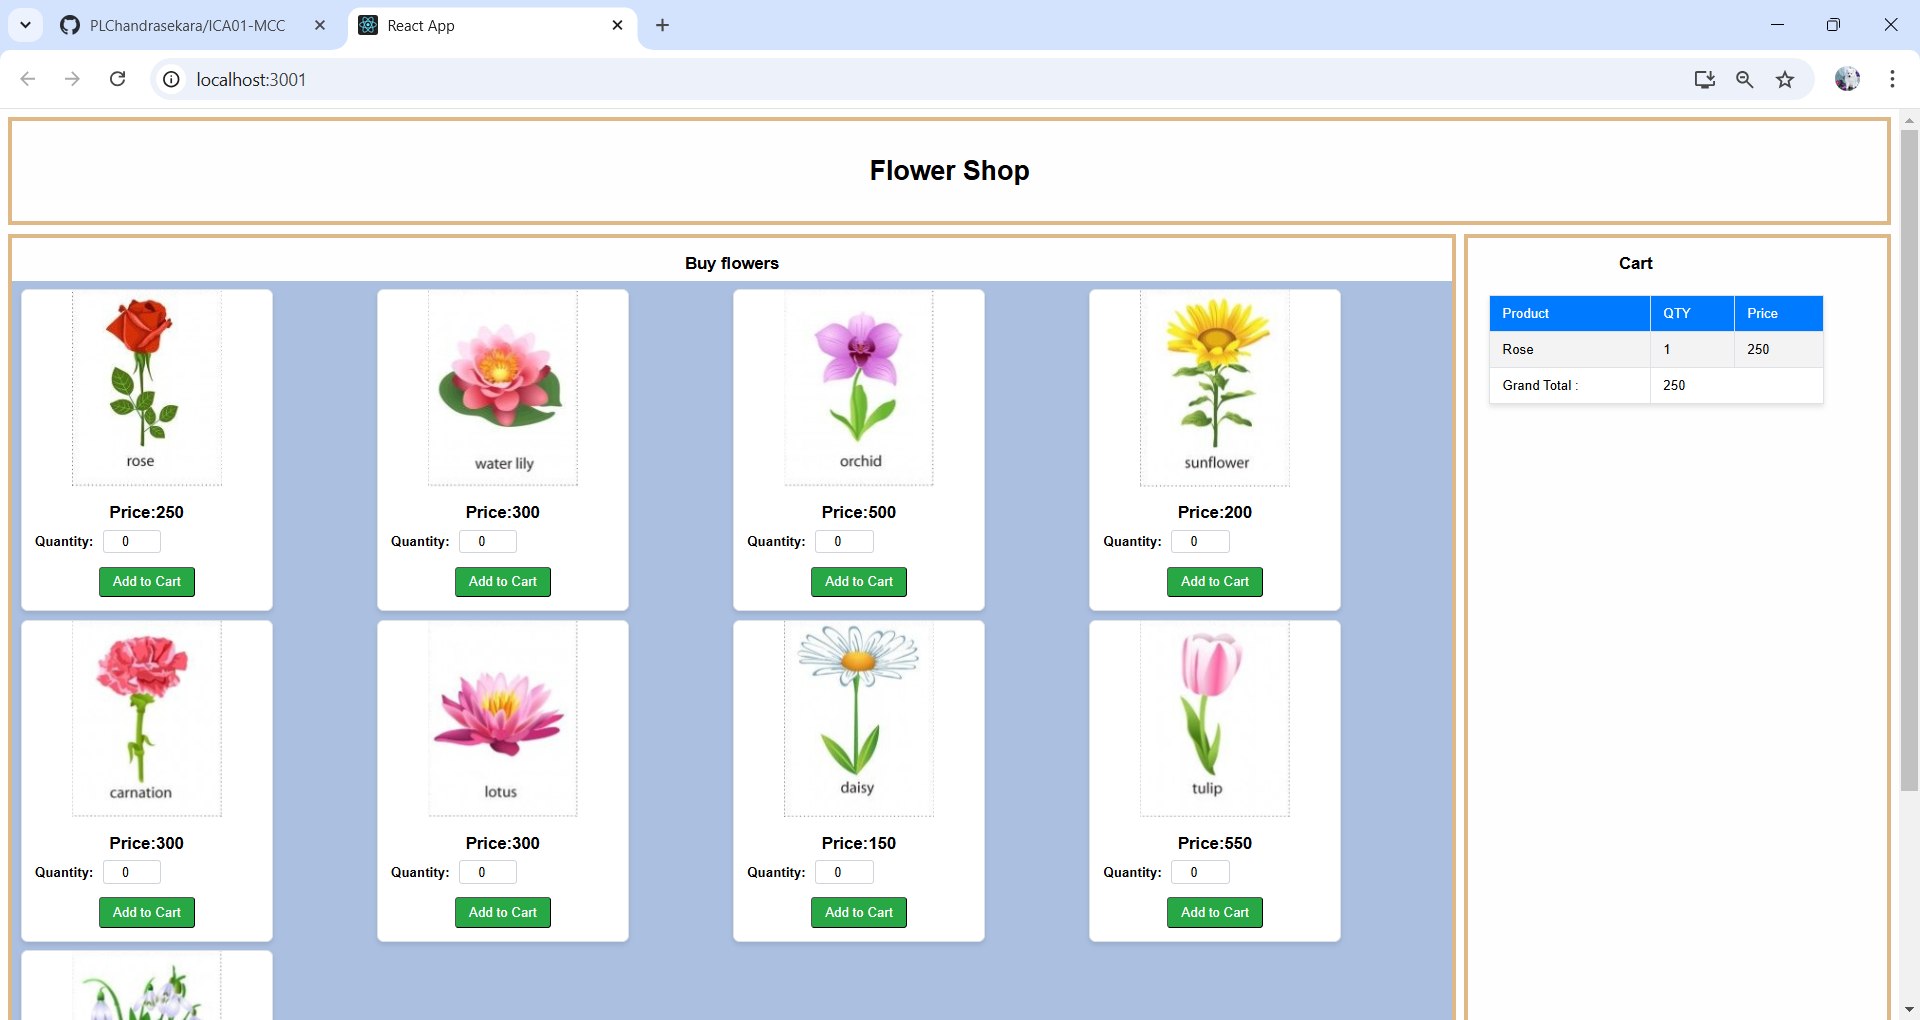 PLChandrasekara/ICA01-MCC
React App
localhost:3001
Flower Shop
Buy flowers
rose
Price:250
Quantity: 0
Add to Cart
water lily
Price:300
Quantity: 0
Add to Cart
orchid
Price:500
Quantity: 0
Add to Cart
sunflower
Price:200
Quantity: 0
Add to Cart
carnation
Price:300
Quantity: 0
Add to Cart
lotus
Price:300
Quantity: 0
Add to Cart
daisy
Price:150
Quantity: 0
Add to Cart
tulip
Price:550
Quantity: 0
Add to Cart
Cart
Product QTY Price
Rose 1 250
Grand Total : 250